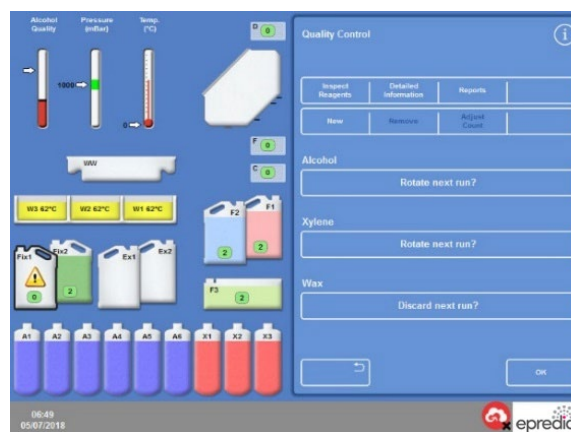 Alcohol Quality
Pressure (mBar)
Temp. (°C)
1000
0
D 0
F 0
C 0
WW
W3 62°C
W2 62°C
W1 62°C
Fix1
0
Fix2
2
Ex1
Ex2
F2
2
F1
2
F3
2
A1
A2
A3
A4
A5
A6
X1
X2
X3
Quality Control
i
Inspect Reagents
Detailed Information
Reports
New
Remove
Adjust Count
Alcohol
Rotate next run?
Xylene
Rotate next run?
Wax
Discard next run?
OK
06:49
05/07/2018
epredia